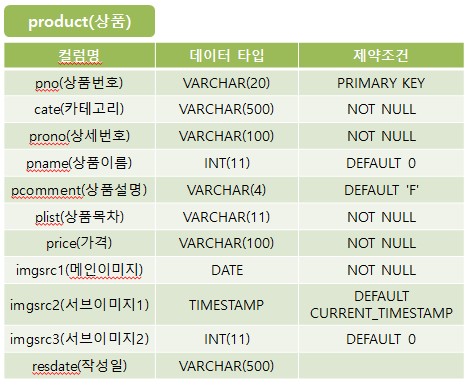 product(상품)
컬럼명 데이터 타입 제약조건
pno(상품번호) VARCHAR(20) PRIMARY KEY
cate(카테고리) VARCHAR(500) NOT NULL
prono(상세번호) VARCHAR(100) NOT NULL
pname(상품이름) INT(11) DEFAULT 0
pcomment(상품설명) VARCHAR(4) DEFAULT 'F'
plist(상품목차) VARCHAR(11) NOT NULL
price(가격) VARCHAR(100) NOT NULL
imgsrc1(메인이미지) DATE NOT NULL
imgsrc2(서브이미지1) TIMESTAMP DEFAULT
CURRENT_TIMESTAMP
imgsrc3(서브이미지2) INT(11) DEFAULT 0
resdate(작성일) VARCHAR(500)